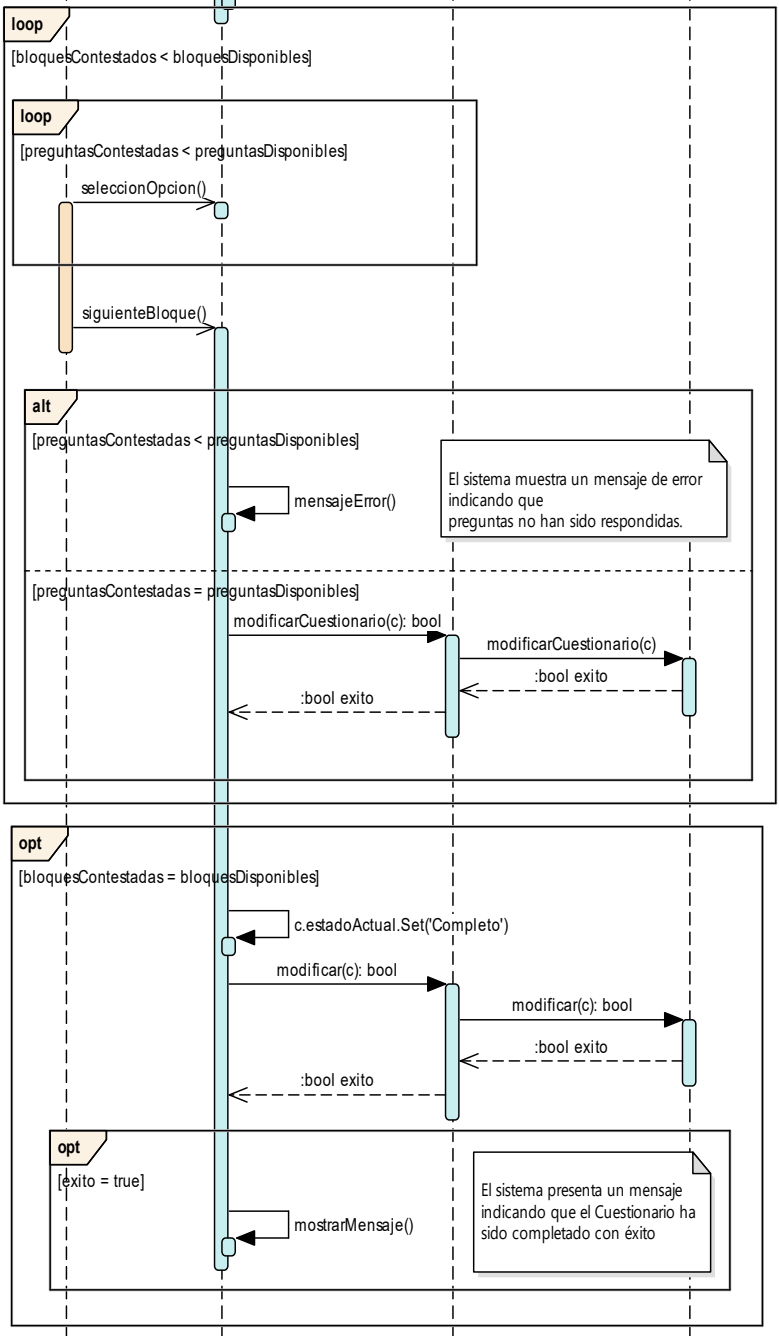 loop
[bloquesContestados < bloquesDisponibles]
loop
[preguntasContestadas < preguntasDisponibles]
seleccionOpcion()
siguienteBloque()
alt
[preguntasContestadas < preguntasDisponibles]
El sistema muestra un mensaje de error
indicando que
preguntas no han sido respondidas.
mensajeError()
[preguntasContestadas = preguntasDisponibles]
modificarCuestionario(c): bool
modificarCuestionario(c)
:bool exito
:bool exito
opt
[bloquesContestadas = bloquesDisponibles]
c.estadoActual.Set('Completo')
modificar(c): bool
modificar(c): bool
:bool exito
:bool exito
opt
[exito = true]
El sistema presenta un mensaje
indicando que el Cuestionario ha
sido completado con éxito
mostrarMensaje()